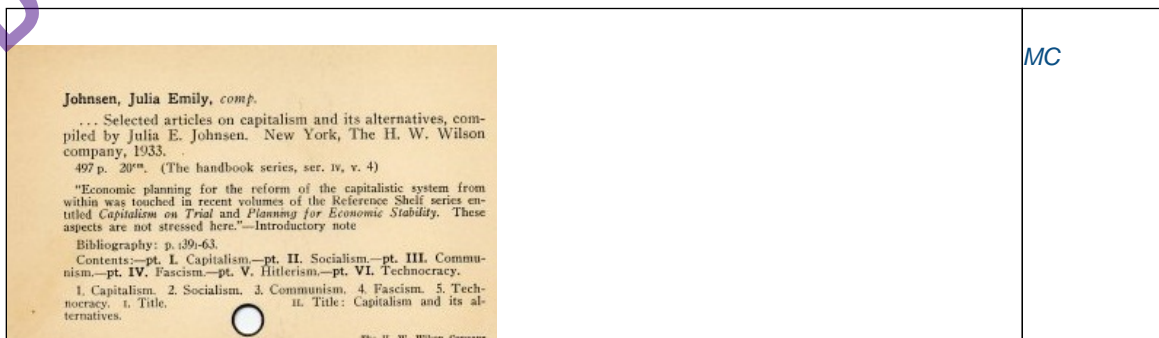 Johnsen, Julia Emily, comp.
... Selected articles on capitalism and its alternatives, com-
piled by Julia E. Johnsen. New York, The H. W. Wilson
company, 1933.
497 p. 20cm. (The handbook series, ser. IV, v. 4)
"Economic planning for the reform of the capitalistic system from
within was touched in recent volumes of the Reference Shelf series en-
titled Capitalism on Trial and Planning for Economic Stability. These
aspects are not stressed here."—Introductory note
Bibliography: p. [39]-63.
Contents:—pt. I. Capitalism.—pt. II. Socialism.—pt. III. Commu-
nism.—pt. IV. Fascism.—pt. V. Hitlerism.—pt. VI. Technocracy.
1. Capitalism. 2. Socialism. 3. Communism. 4. Fascism. 5. Tech-
nocracy. I. Title. II. Title: Capitalism and its al-
ternatives.
MC